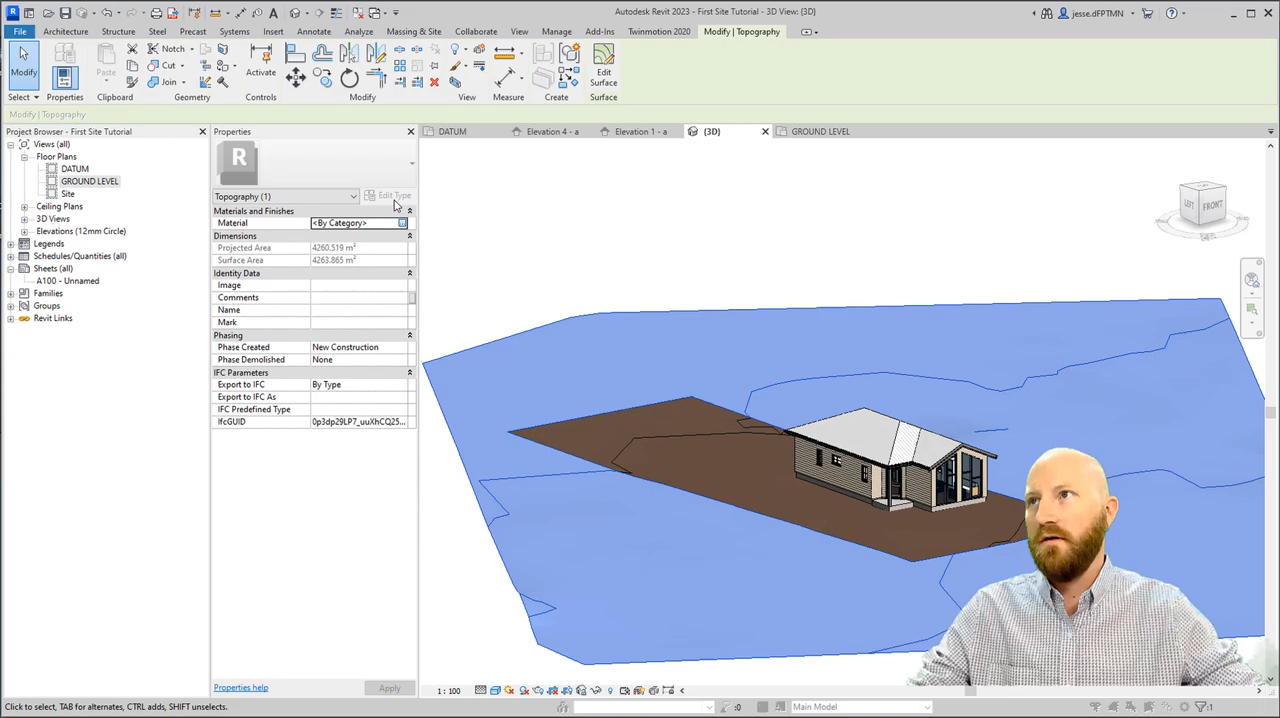 Autodesk Revit 2023 - First Site Tutorial - 3D View: {3D}
jesse.dFPTMN
File Architecture Structure Steel Precast Systems Insert Annotate Analyze Massing & Site Collaborate View Manage Add-Ins Twinmotion 2020 Modify | Topography
Modify Paste Notch Cut Join Activate Edit Surface
Select Properties Clipboard Geometry Controls Modify View Measure Create Surface
Modify | Topography
Project Browser - First Site Tutorial
Views (all)
Floor Plans
DATUM
GROUND LEVEL
Site
Ceiling Plans
3D Views
Elevations (12mm Circle)
Legends
Schedules/Quantities (all)
Sheets (all)
A100 - Unnamed
Families
Groups
Revit Links
Properties
R
Topography (1) Edit Type
Materials and Finishes
Material <By Category>
Dimensions
Projected Area 4260.519 m²
Surface Area 4263.865 m²
Identity Data
Image
Comments
Name
Mark
Phasing
Phase Created New Construction
Phase Demolished None
IFC Parameters
Export to IFC By Type
Export to IFC As
IFC Predefined Type
IfcGUID 0p3dp29LP7_uuXhCQ25...
Properties help Apply
DATUM Elevation 4 - a Elevation 1 - a {3D} GROUND LEVEL
LEFT FRONT
1 : 100
Click to select, TAB for alternates, CTRL adds, SHIFT unselects. :0 Main Model :1